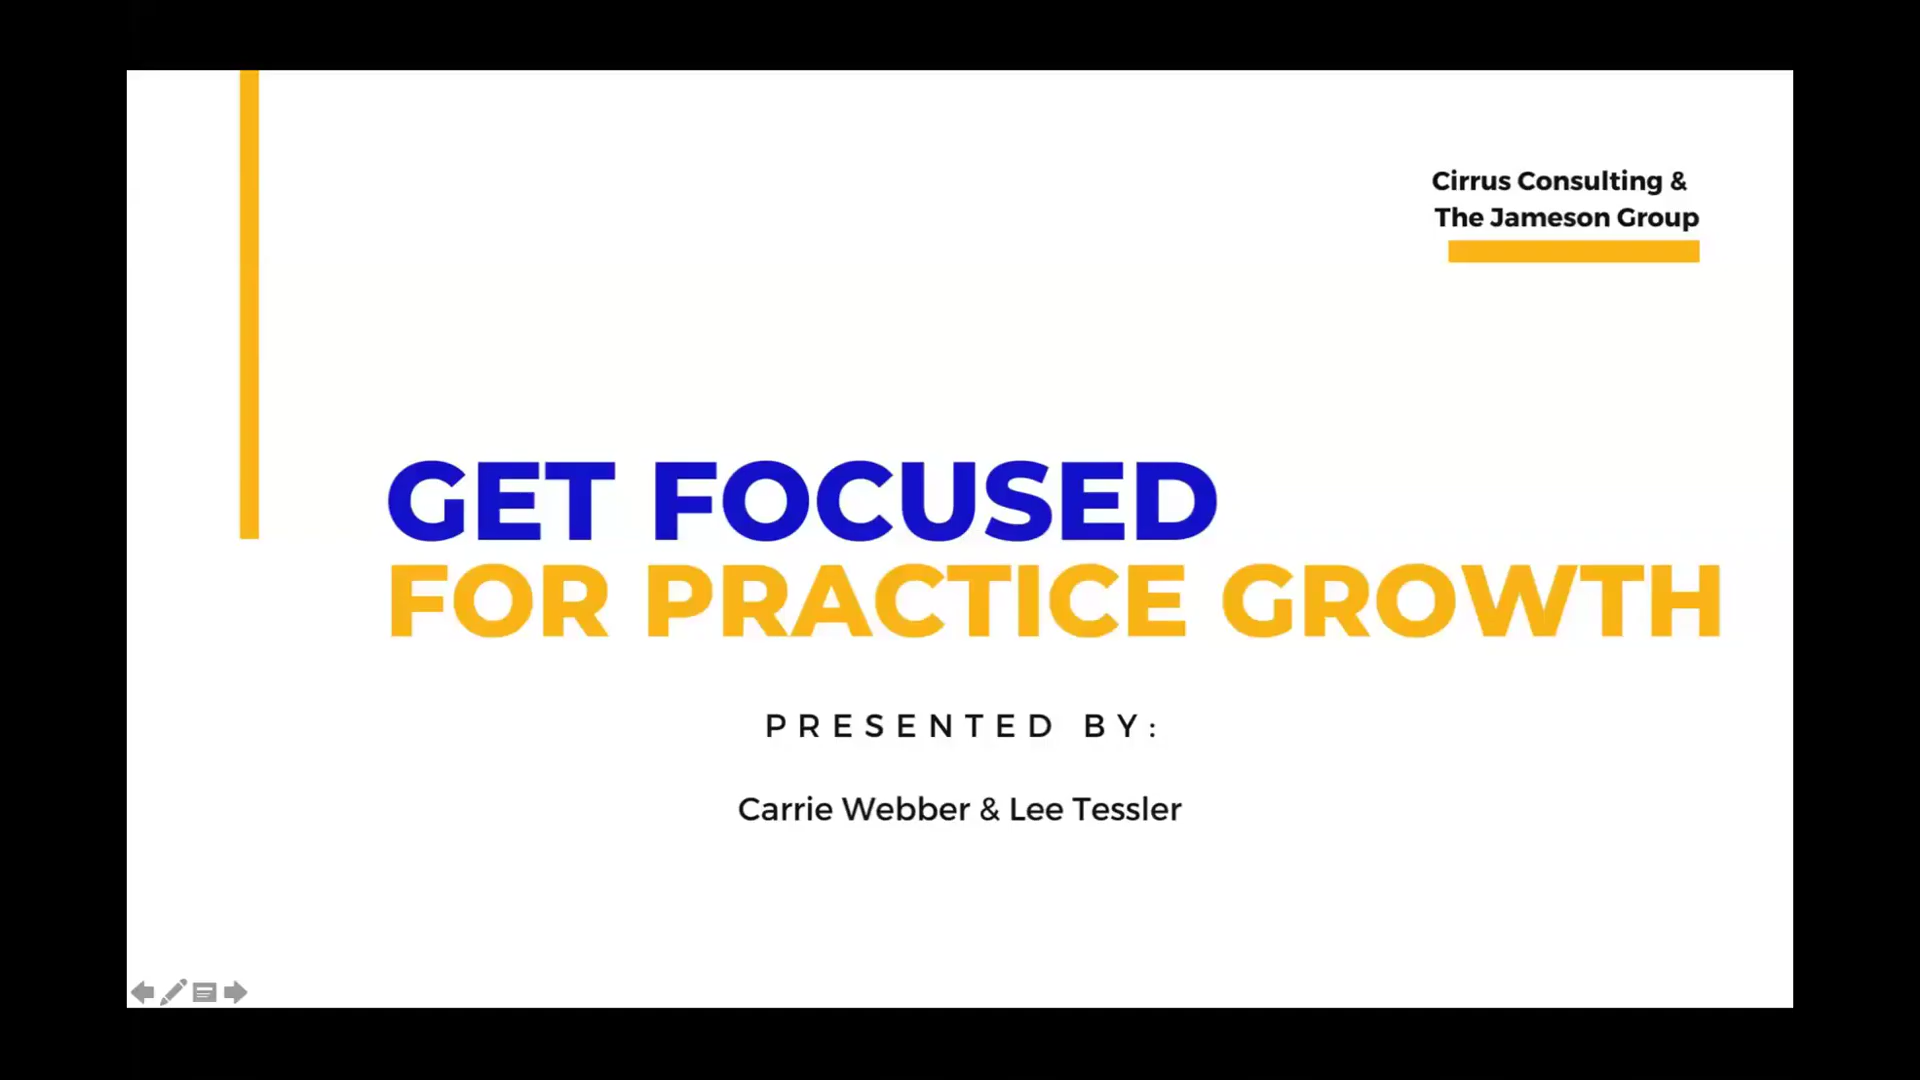 Cirrus Consulting &
The Jameson Group
GET FOCUSED
FOR PRACTICE GROWTH
PRESENTED BY:
Carrie Webber & Lee Tessler